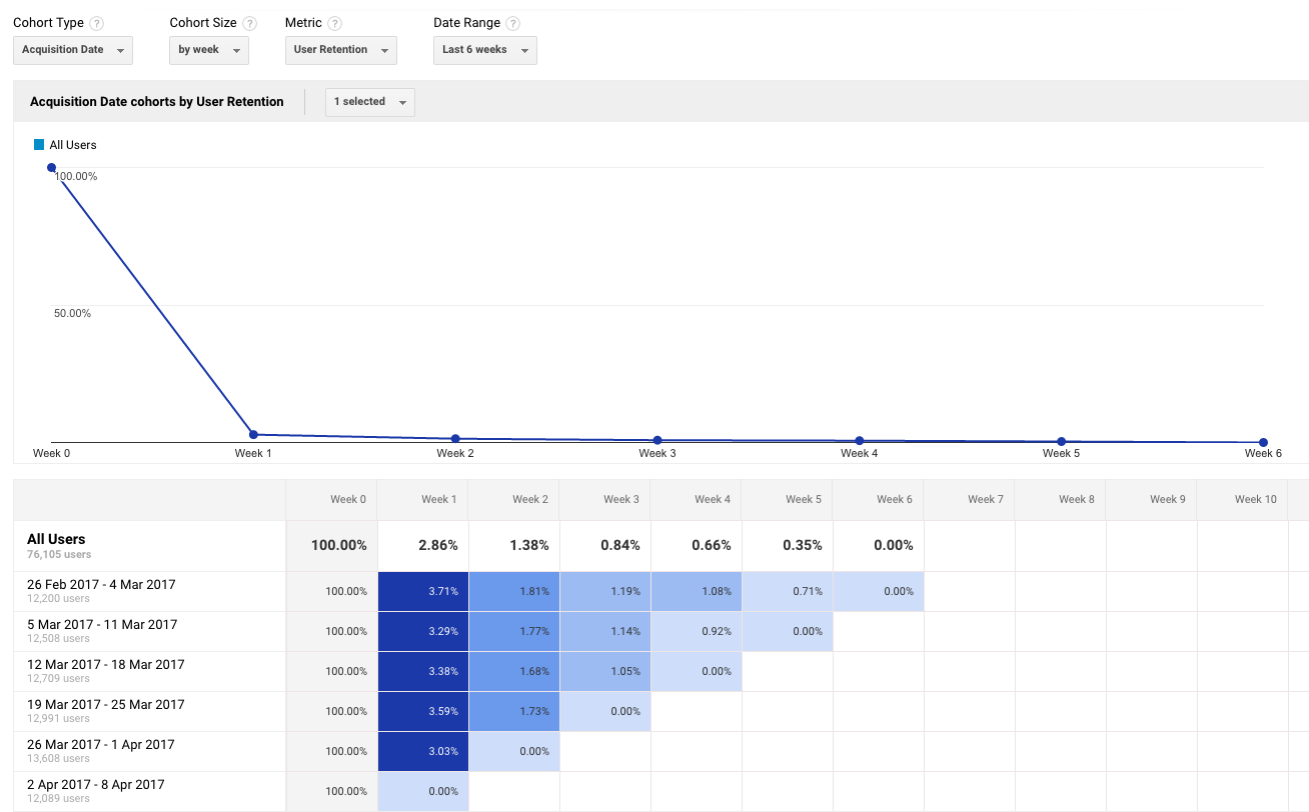 Cohort Type ? Cohort Size ? Metric ? Date Range ?
Acquisition Date by week User Retention Last 6 weeks
Acquisition Date cohorts by User Retention 1 selected
All Users
100.00%
50.00%
Week 0 Week 1 Week 2 Week 3 Week 4 Week 5 Week 6
Week 0 Week 1 Week 2 Week 3 Week 4 Week 5 Week 6 Week 7 Week 8 Week 9 Week 10
All Users
76,105 users
100.00% 2.86% 1.38% 0.84% 0.66% 0.35% 0.00%
26 Feb 2017 - 4 Mar 2017
12,200 users
100.00% 3.71% 1.81% 1.19% 1.08% 0.71% 0.00%
5 Mar 2017 - 11 Mar 2017
12,508 users
100.00% 3.29% 1.77% 1.14% 0.92% 0.00%
12 Mar 2017 - 18 Mar 2017
12,709 users
100.00% 3.38% 1.68% 1.05% 0.00%
19 Mar 2017 - 25 Mar 2017
12,991 users
100.00% 3.59% 1.73% 0.00%
26 Mar 2017 - 1 Apr 2017
13,608 users
100.00% 3.03% 0.00%
2 Apr 2017 - 8 Apr 2017
12,089 users
100.00% 0.00%